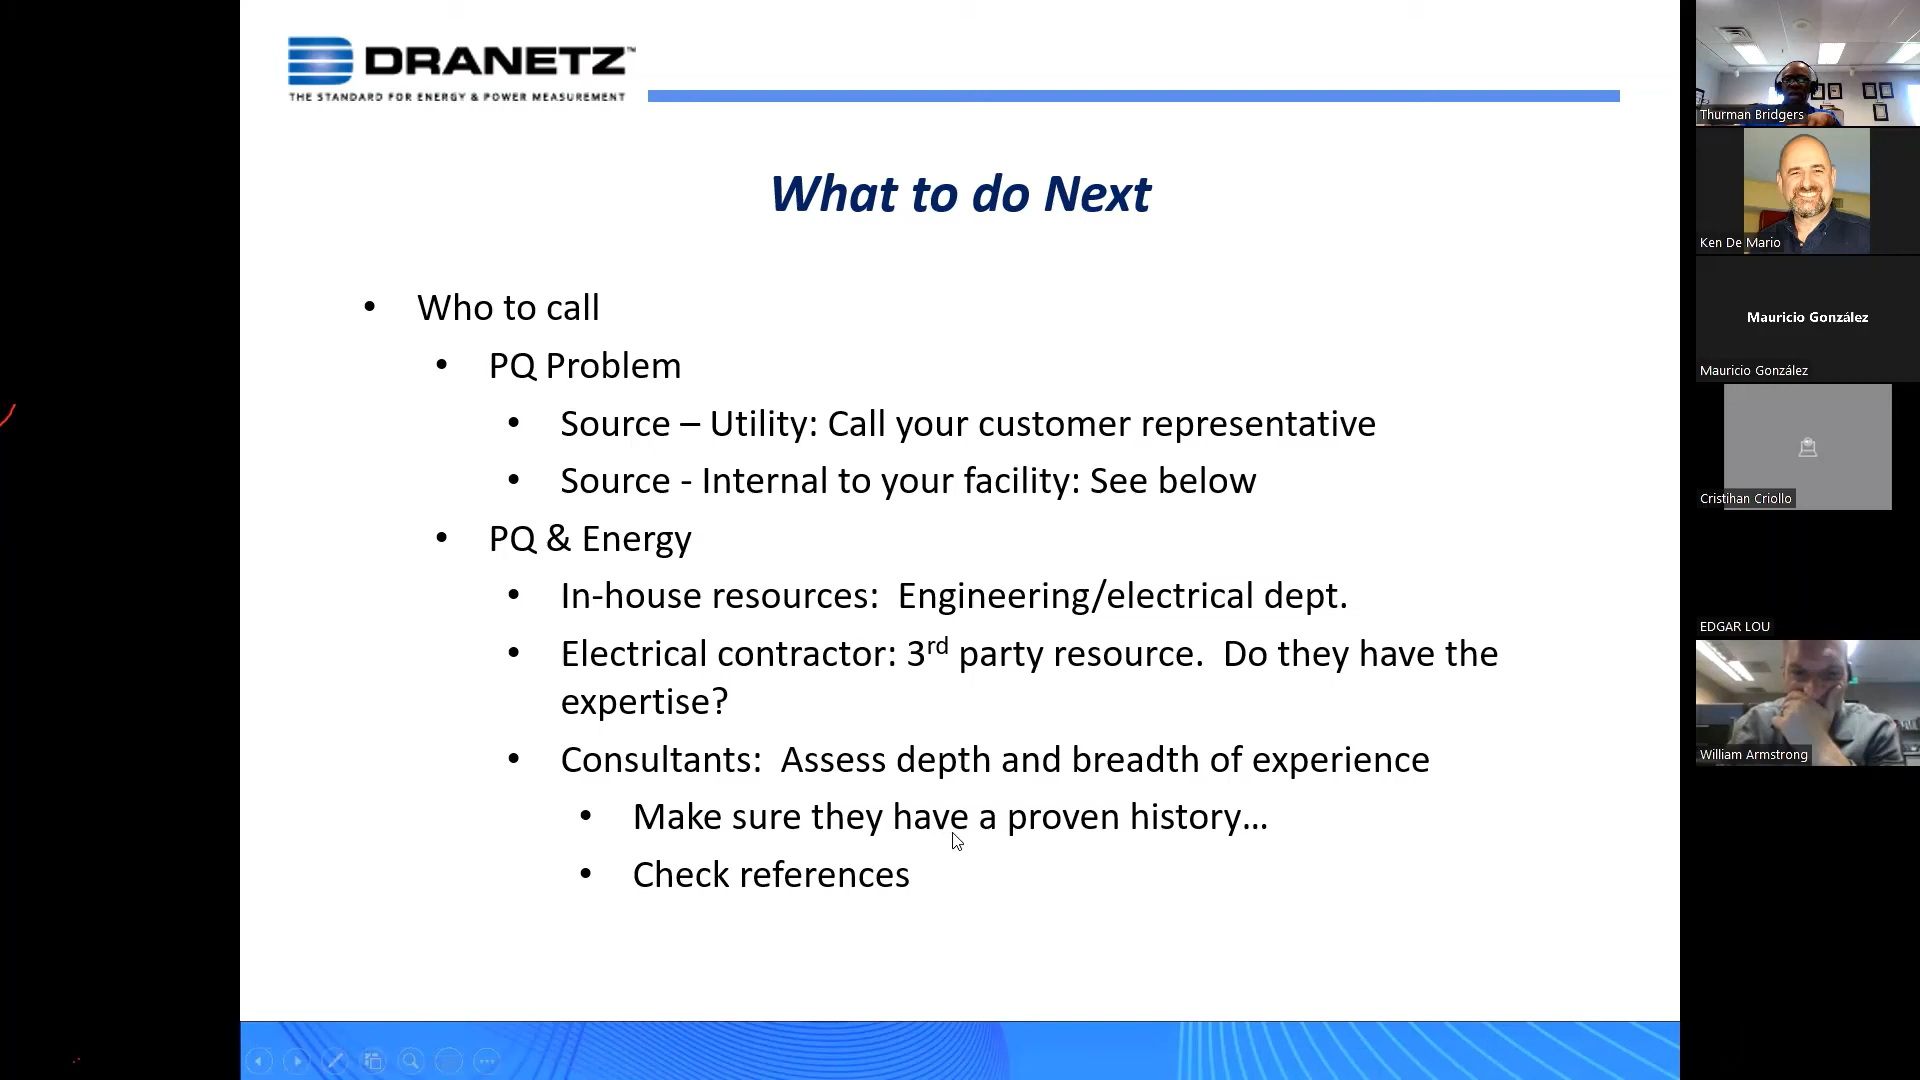 DRANETZ™
THE STANDARD FOR ENERGY & POWER MEASUREMENT
What to do Next
• Who to call
• PQ Problem
• Source – Utility: Call your customer representative
• Source - Internal to your facility: See below
• PQ & Energy
• In-house resources: Engineering/electrical dept.
• Electrical contractor: 3rd party resource. Do they have the
expertise?
• Consultants: Assess depth and breadth of experience
• Make sure they have a proven history...
• Check references
Thurman Bridgers
Ken De Mario
Mauricio González
Mauricio González
Cristihan Criollo
EDGAR LOU
William Armstrong